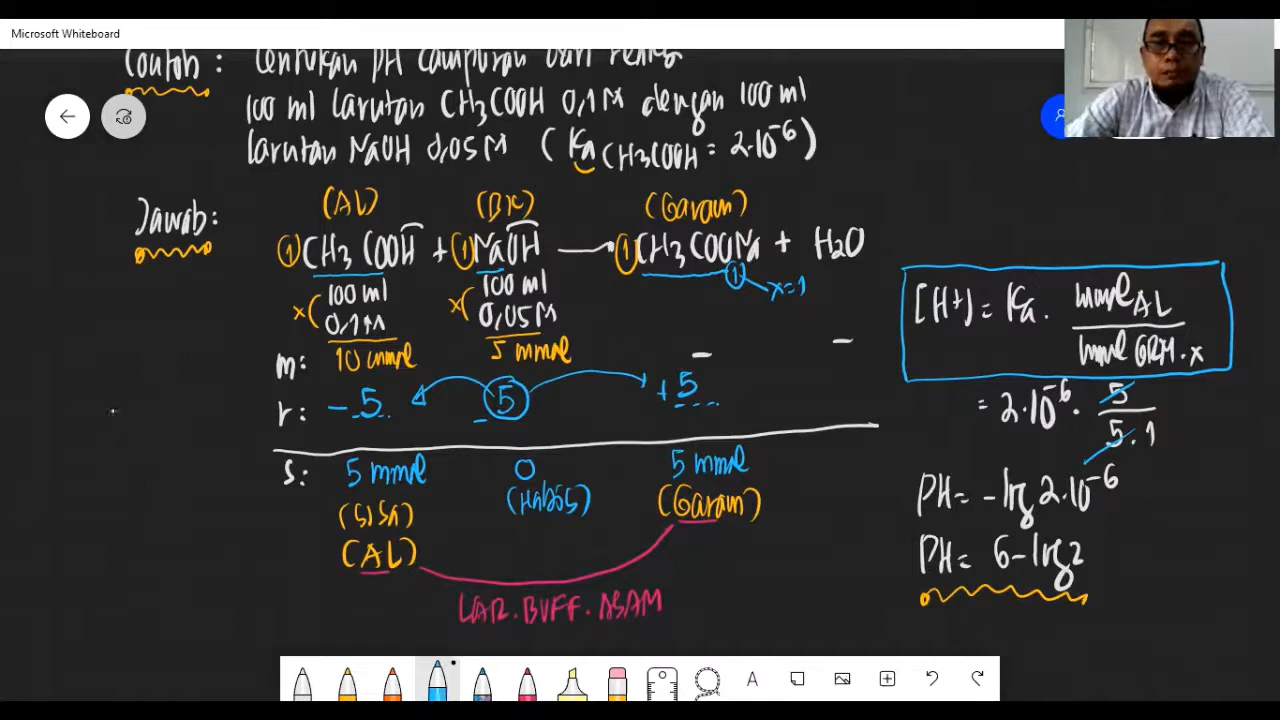 Microsoft Whiteboard
Contoh : Tentukan PH Campuran dari reaksi
100 ml larutan CH3COOH 0,1 M dengan 100 ml
larutan NaOH 0,05 M ( Ka CH3COOH = 2.10⁻⁶ )
Jawab:
(AL) (BK) (Garam)
1 CH3COOH + 1 NaOH → 1 CH3COONa + H2O
1 x=1
x( 100 ml x( 100 ml
0,1 M 0,05 M
m: 10 mmol 5 mmol - -
r: - 5 5 + 5
s: 5 mmol 0 5 mmol
(SISA) (Habis) (Garam)
(AL)
LAR. BUFF. ASAM
[H+] = Ka . mmol AL / mmol GRM . x
= 2.10⁻⁶ . 5 / 5 . 1
PH = - log 2.10⁻⁶
PH = 6 - log 2
A